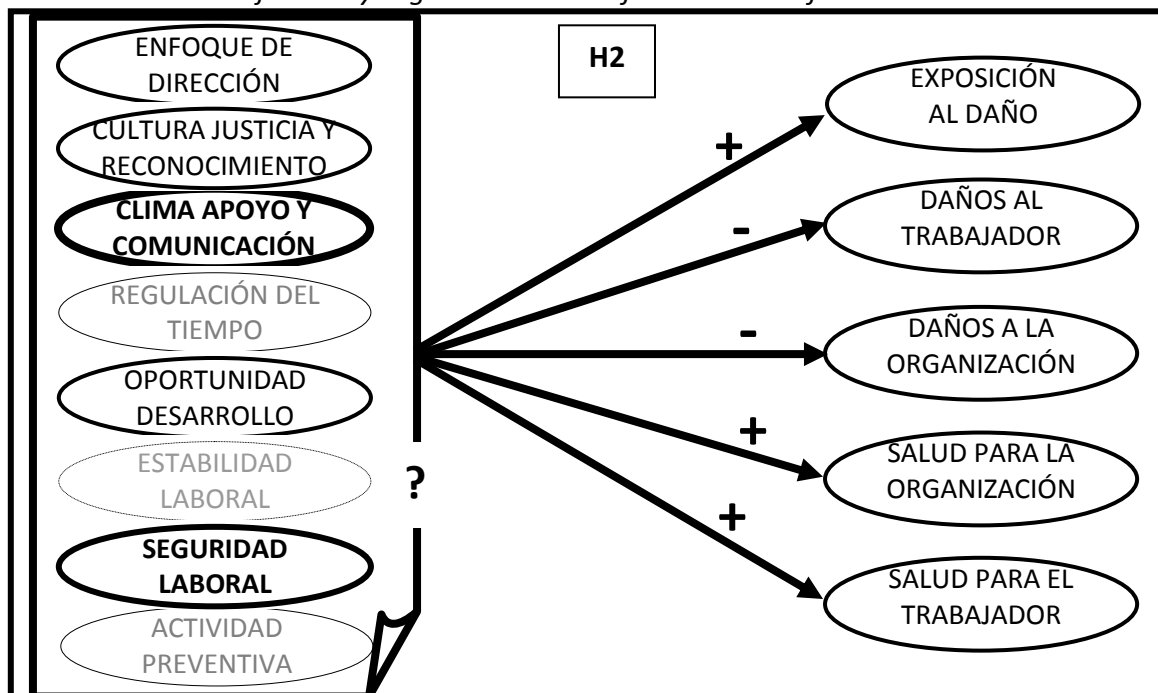 ENFOQUE DE
DIRECCIÓN
CULTURA JUSTICIA Y
RECONOCIMIENTO
CLIMA APOYO Y
COMUNICACIÓN
REGULACIÓN DEL
TIEMPO
OPORTUNIDAD
DESARROLLO
ESTABILIDAD
LABORAL
SEGURIDAD
LABORAL
ACTIVIDAD
PREVENTIVA
?
H2
+
-
-
+
+
EXPOSICIÓN
AL DAÑO
DAÑOS AL
TRABAJADOR
DAÑOS A LA
ORGANIZACIÓN
SALUD PARA LA
ORGANIZACIÓN
SALUD PARA EL
TRABAJADOR